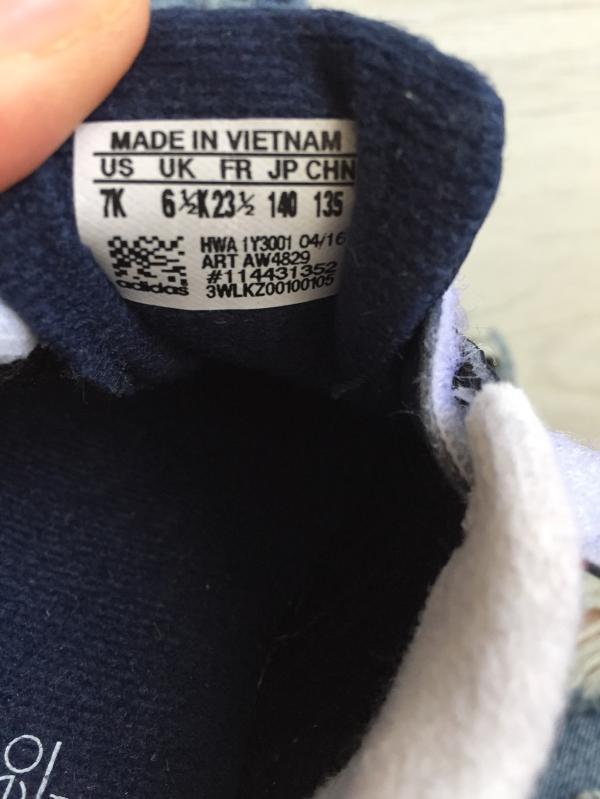 MADE IN VIETNAM
US UK FR JP CHN
7K 6½K 23½ 140 135
HWA 1Y3001 04/16
ART AW4829
#114431352
adidas 3WLKZ00100105